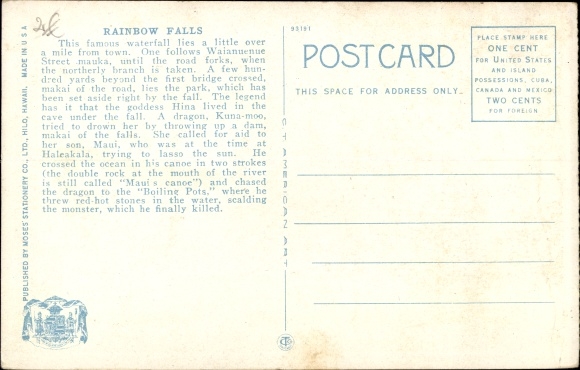 RAINBOW FALLS
This famous waterfall lies a little over
a mile from town. One follows Waianuenue
Street mauka, until the road forks, when
the northerly branch is taken. A few hun-
dred yards beyond the first bridge crossed,
makai of the road, lies the park, which has
been set aside right by the fall. The legend
has it that the goddess Hina lived in the
cave under the fall. A dragon, Kuna-moo,
tried to drown her by throwing up a dam,
makai of the falls. She called for aid to
her son, Maui, who was at the time at
Haleakala, trying to lasso the sun. He
crossed the ocean in his canoe in two strokes
(the double rock at the mouth of the river
is still called "Maui's canoe") and chased
the dragon to the "Boiling Pots," where he
threw red-hot stones in the water, scalding
the monster, which he finally killed.
PUBLISHED BY MOSES STATIONERY CO., LTD., HILO, HAWAII, MADE IN U S A
93191
POSTCARD
THIS SPACE FOR ADDRESS ONLY
PLACE STAMP HERE
ONE CENT
FOR UNITED STATES
AND ISLAND
POSSESSIONS, CUBA,
CANADA AND MEXICO
TWO CENTS
FOR FOREIGN